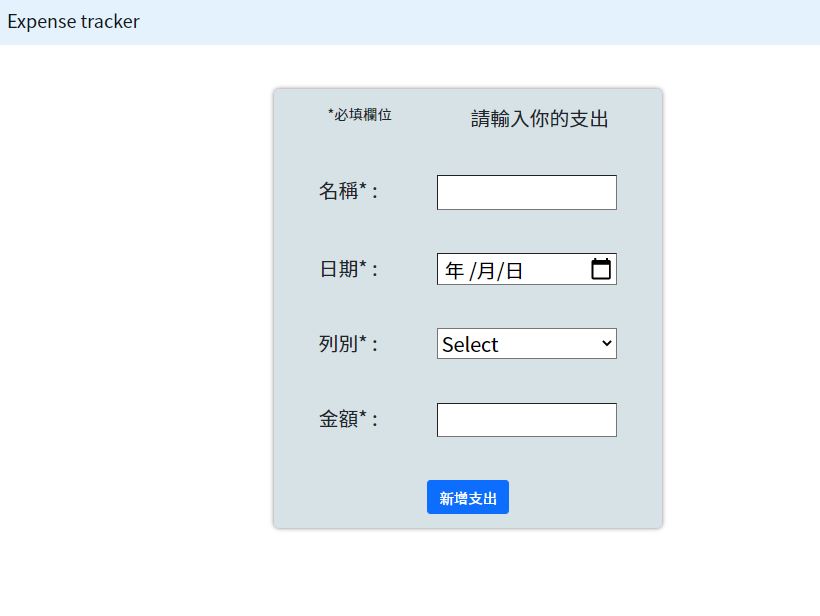 Expense tracker
*必填欄位 請輸入你的支出
名稱* :
日期* : 年 /月/日
列別* : Select
金額* :
新增支出